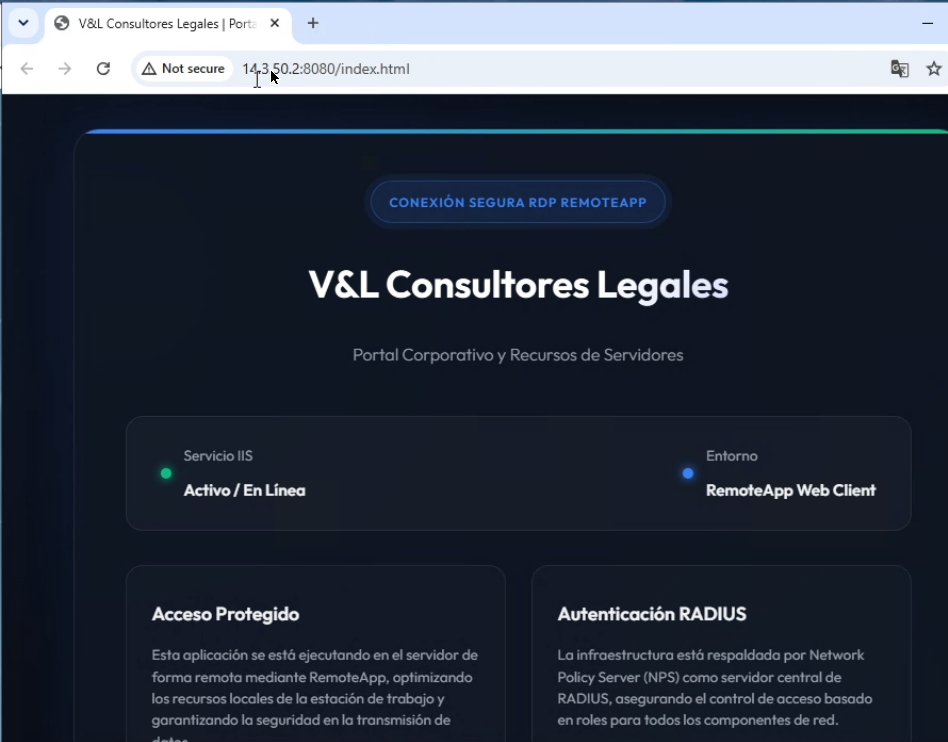 V&L Consultores Legales | Porta
Not secure
14.3.50.2:8080/index.html
CONEXIÓN SEGURA RDP REMOTEAPP
V&L Consultores Legales
Portal Corporativo y Recursos de Servidores
Servicio IIS
Activo / En Línea
Entorno
RemoteApp Web Client
Acceso Protegido
Esta aplicación se está ejecutando en el servidor de
forma remota mediante RemoteApp, optimizando
los recursos locales de la estación de trabajo y
garantizando la seguridad en la transmisión de
datos.
Autenticación RADIUS
La infraestructura está respaldada por Network
Policy Server (NPS) como servidor central de
RADIUS, asegurando el control de acceso basado
en roles para todos los componentes de red.